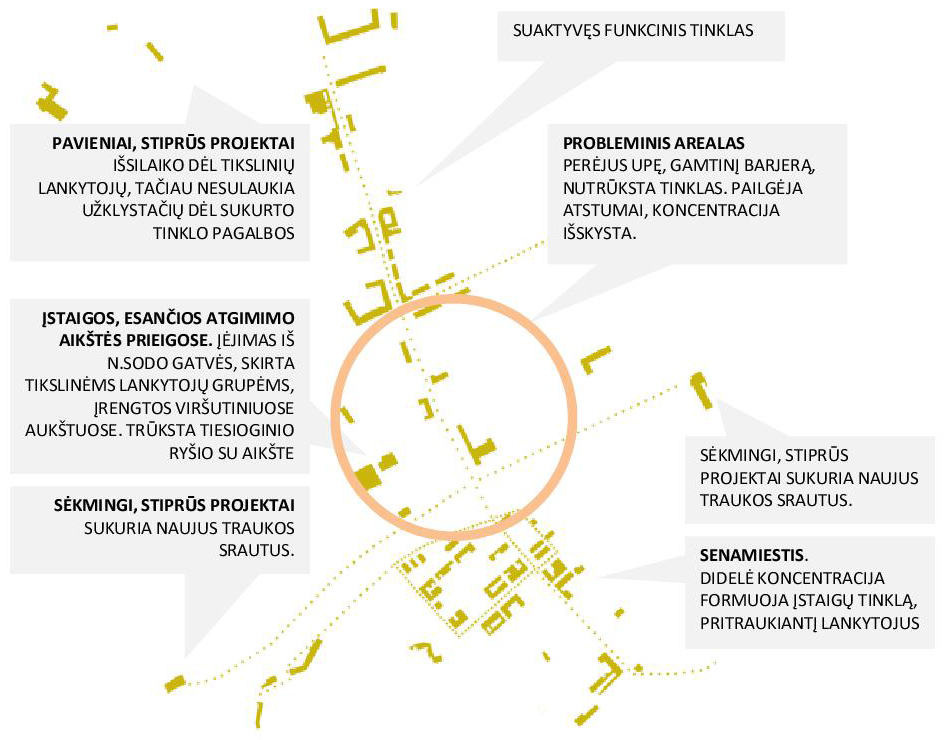 SUAKTYVĘS FUNKCINIS TINKLAS
PAVIENIAI, STIPRŪS PROJEKTAI
IŠSILAIKO DĖL TIKSLINIŲ
LANKYTOJŲ, TAČIAU NESULAUKIA
UŽKLYSTAČIŲ DĖL SUKURTO
TINKLO PAGALBOS
PROBLEMINIS AREALAS
PERĖJUS UPĘ, GAMTINĮ BARJERĄ,
NUTRŪKSTA TINKLAS. PAILGĖJA
ATSTUMAI, KONCENTRACIJA
IŠSKYSTA.
ĮSTAIGOS, ESANČIOS ATGIMIMO
AIKŠTĖS PRIEIGOSE. ĮĖJIMAS IŠ
N.SODO GATVĖS, SKIRTA
TIKSLINĖMS LANKYTOJŲ GRUPĖMS,
ĮRENGTOS VIRŠUTINIUOSE
AUKŠTUOSE. TRŪKSTA TIESIOGINIO
RYŠIO SU AIKŠTE
SĖKMINGI, STIPRŪS PROJEKTAI
SUKURIA NAUJUS TRAUKOS
SRAUTUS.
SĖKMINGI, STIPRŪS
PROJEKTAI SUKURIA NAUJUS
TRAUKOS SRAUTUS.
SENAMIESTIS.
DIDELĖ KONCENTRACIJA
FORMUOJA ĮSTAIGŲ TINKLĄ,
PRITRAUKIANTĮ LANKYTOJUS